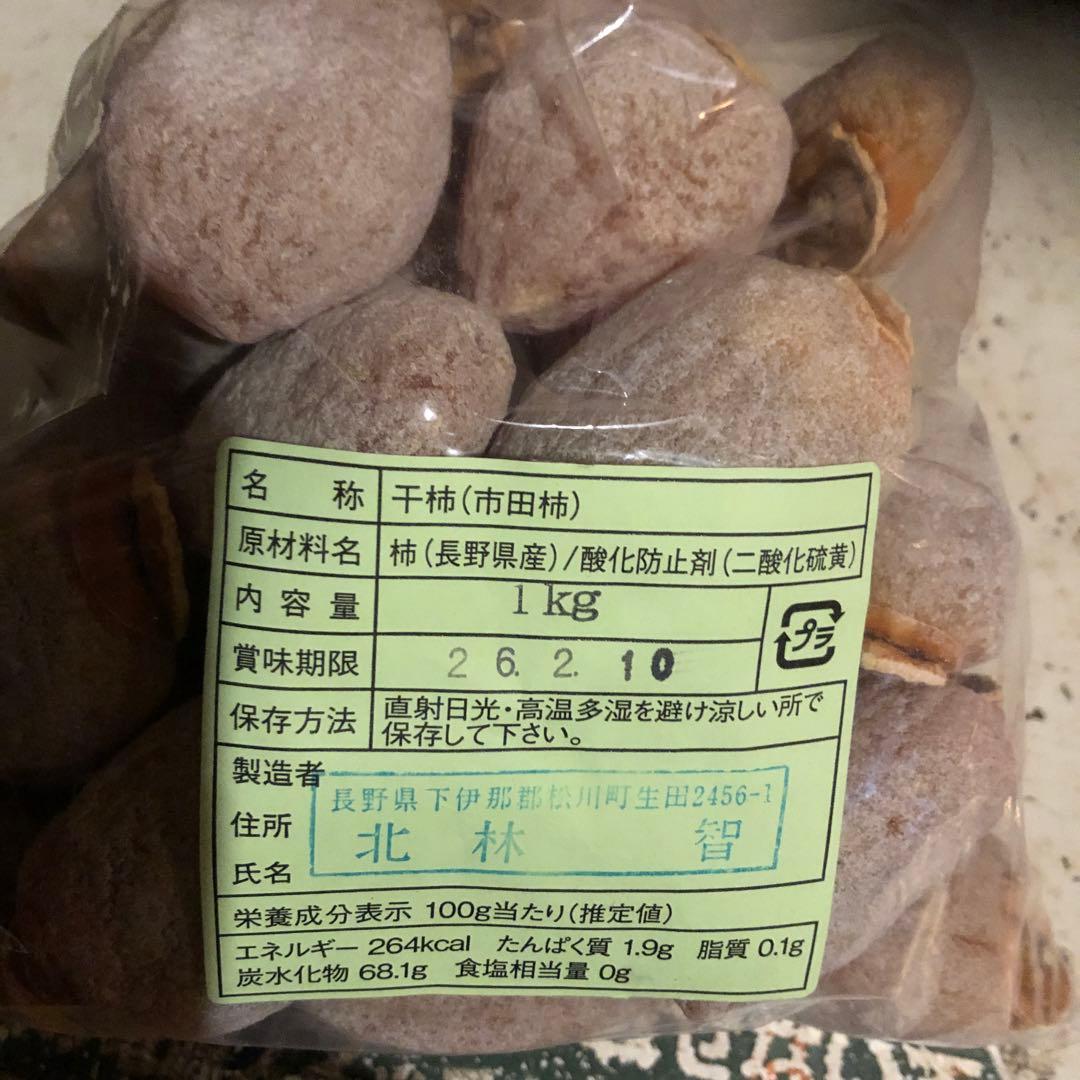 名 称 干柿(市田柿)
原材料名 柿(長野県産)/酸化防止剤(二酸化硫黄)
内容量 1kg
プラ
賞味期限 26.2.10
保存方法 直射日光・高温多湿を避け涼しい所で
保存して下さい。
製造者
長野県下伊那郡松川町生田2456-1
住所
北林 智
氏名
栄養成分表示 100g当たり(推定値)
エネルギー 264kcal たんぱく質 1.9g 脂質 0.1g
炭水化物 68.1g 食塩相当量 0g